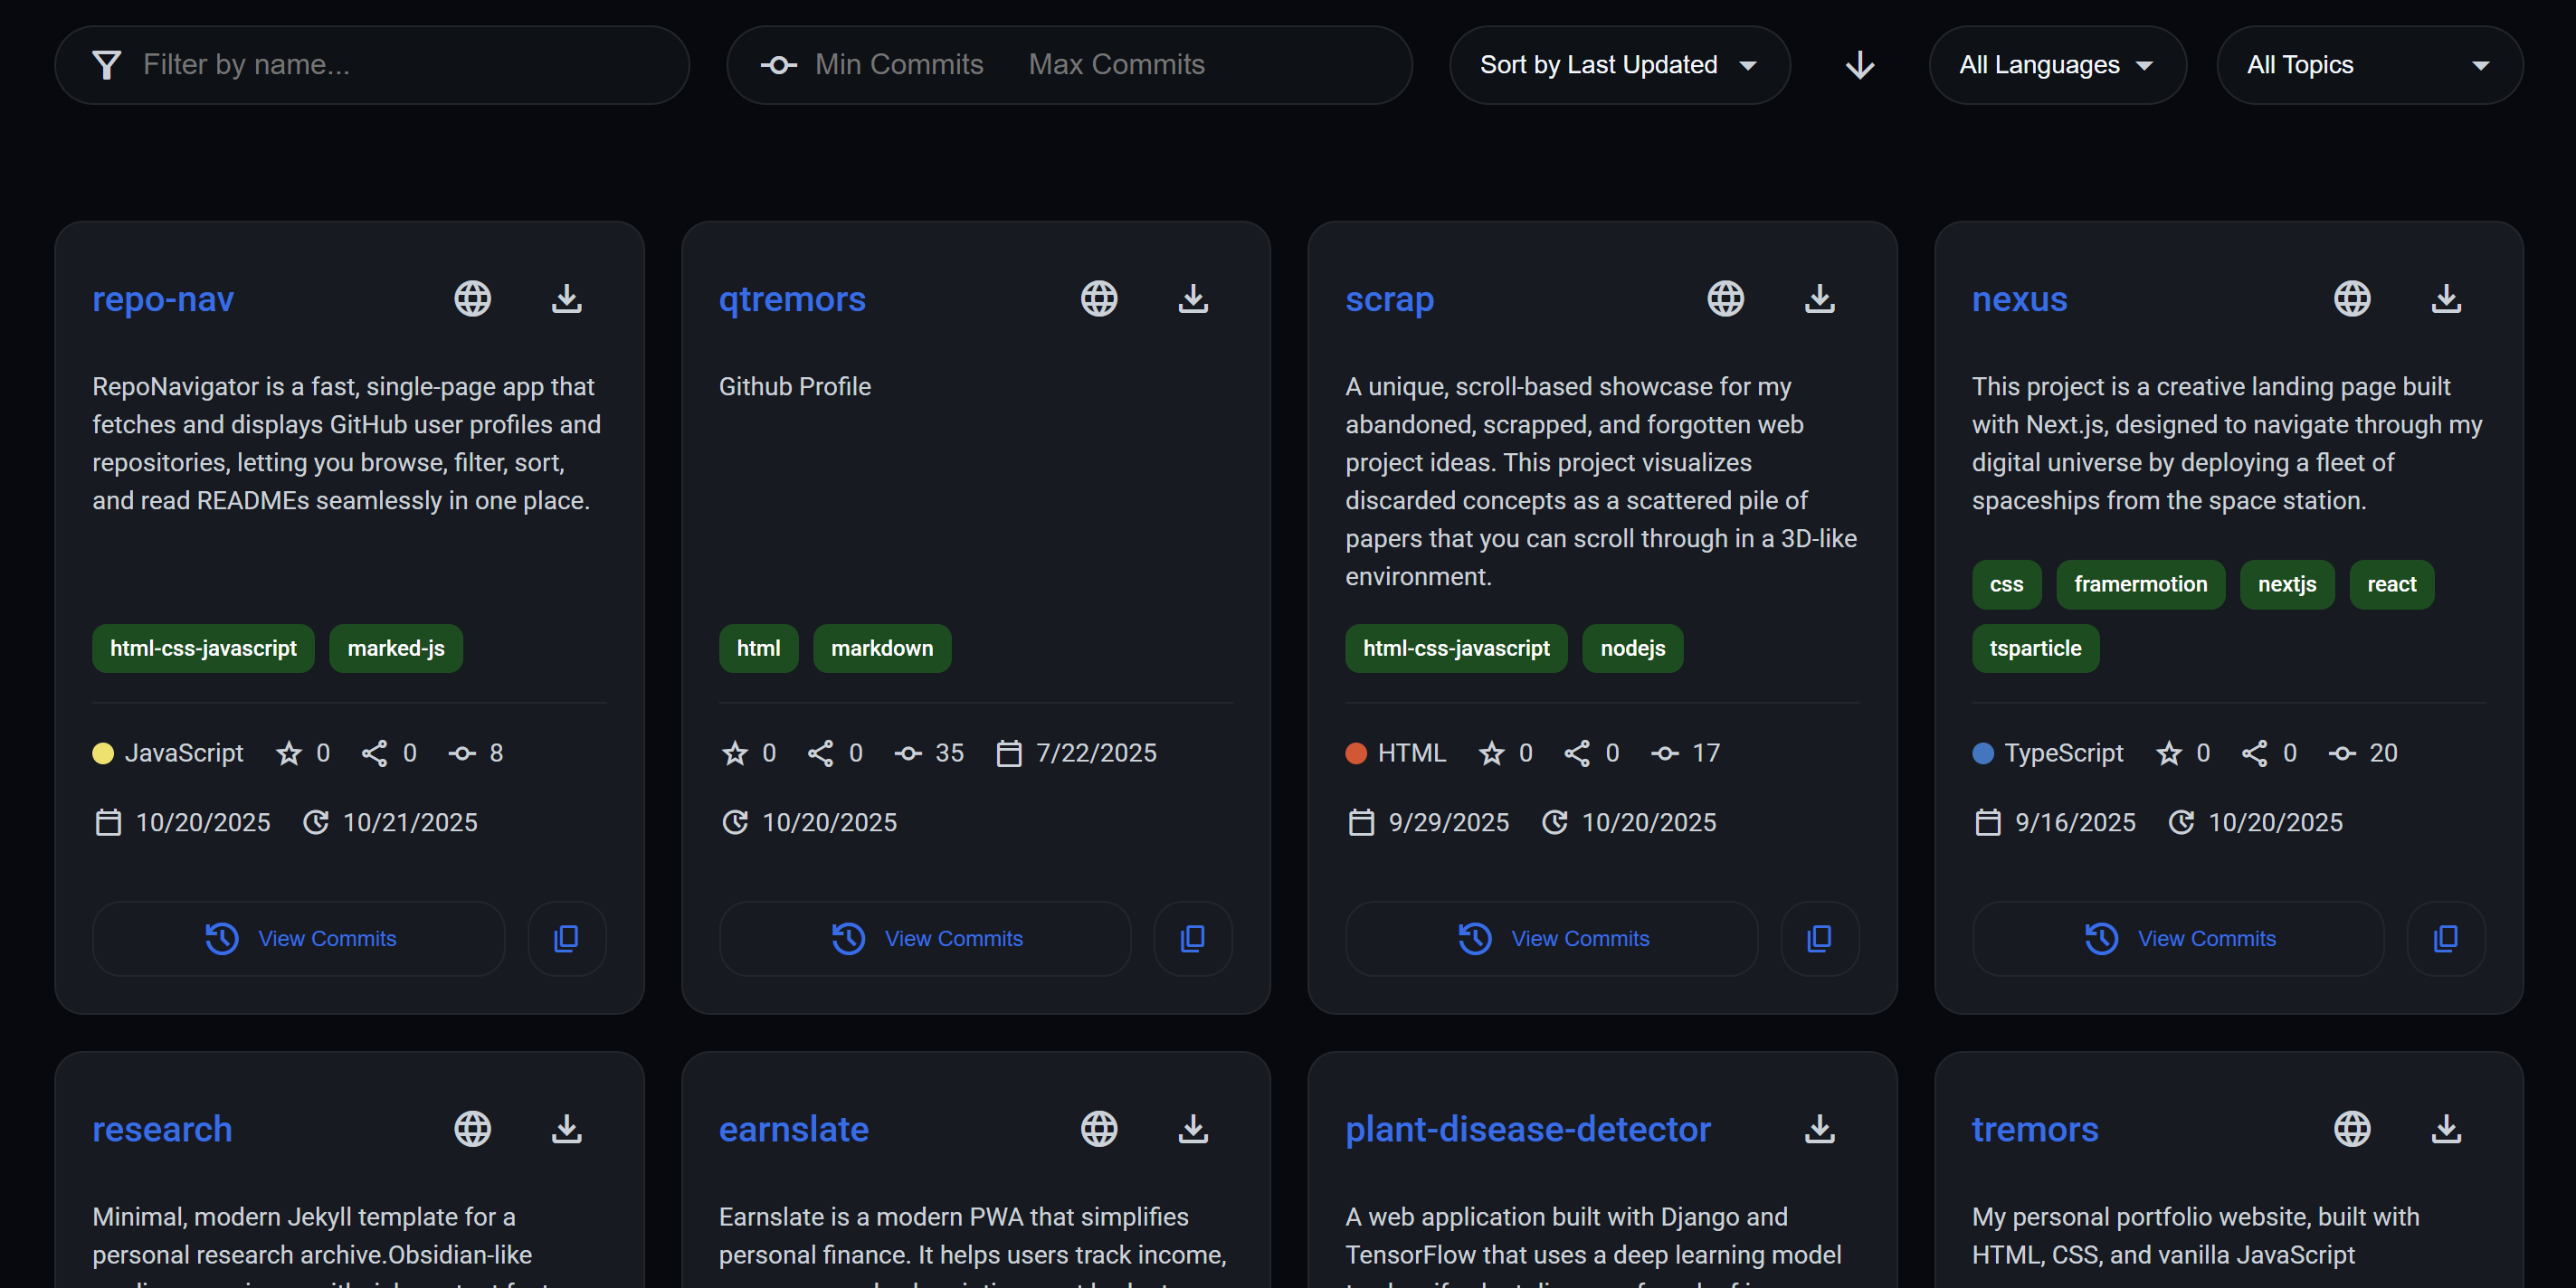 Filter by name...
Min Commits Max Commits
Sort by Last Updated
All Languages
All Topics
repo-nav
RepoNavigator is a fast, single-page app that
fetches and displays GitHub user profiles and
repositories, letting you browse, filter, sort,
and read READMEs seamlessly in one place.
html-css-javascript marked-js
JavaScript 0 0 8
10/20/2025 10/21/2025
View Commits
qtremors
Github Profile
html markdown
0 0 35 7/22/2025
10/20/2025
View Commits
scrap
A unique, scroll-based showcase for my
abandoned, scrapped, and forgotten web
project ideas. This project visualizes
discarded concepts as a scattered pile of
papers that you can scroll through in a 3D-like
environment.
html-css-javascript nodejs
HTML 0 0 17
9/29/2025 10/20/2025
View Commits
nexus
This project is a creative landing page built
with Next.js, designed to navigate through my
digital universe by deploying a fleet of
spaceships from the space station.
css framermotion nextjs react
tsparticle
TypeScript 0 0 20
9/16/2025 10/20/2025
View Commits
research
Minimal, modern Jekyll template for a
personal research archive.Obsidian-like
earnslate
Earnslate is a modern PWA that simplifies
personal finance. It helps users track income,
plant-disease-detector
A web application built with Django and
TensorFlow that uses a deep learning model
tremors
My personal portfolio website, built with
HTML, CSS, and vanilla JavaScript